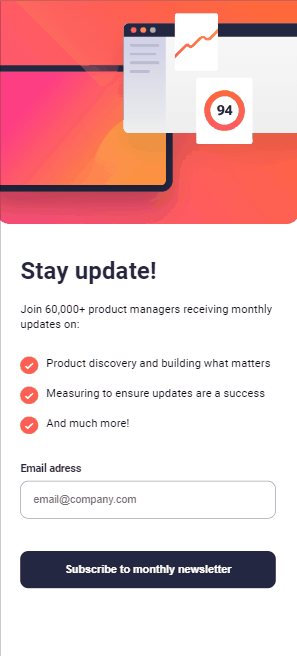 94
Stay update!
Join 60,000+ product managers receiving monthly
updates on:
Product discovery and building what matters
Measuring to ensure updates are a success
And much more!
Email adress
email@company.com
Subscribe to monthly newsletter